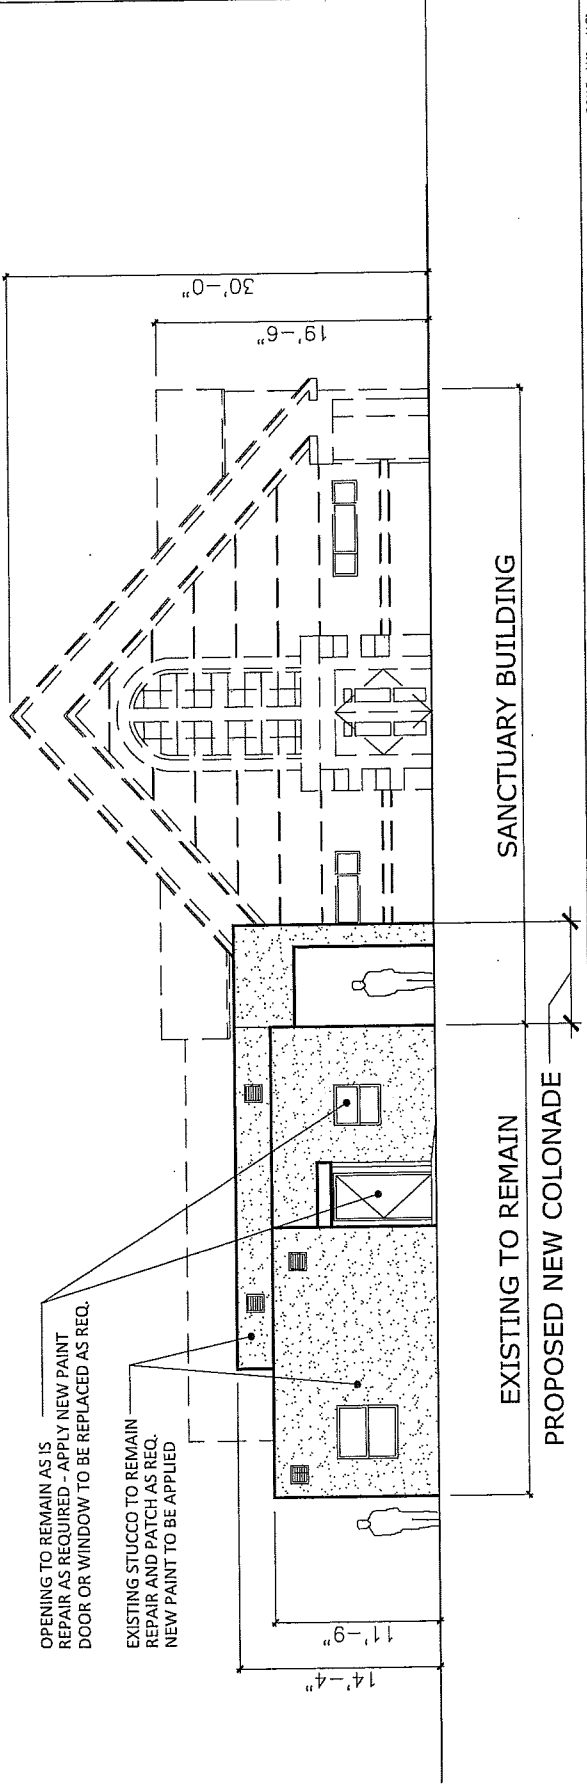 OPENING TO REMAIN AS IS
REPAIR AS REQUIRED - APPLY NEW PAINT
DOOR OR WINDOW TO BE REPLACED AS REQ.
EXISTING STUCCO TO REMAIN
REPAIR AND PATCH AS REQ.
NEW PAINT TO BE APPLIED
14'-4"
11'-9"
19'-6"
30'-0"
EXISTING TO REMAIN
SANCTUARY BUILDING
PROPOSED NEW COLONADE